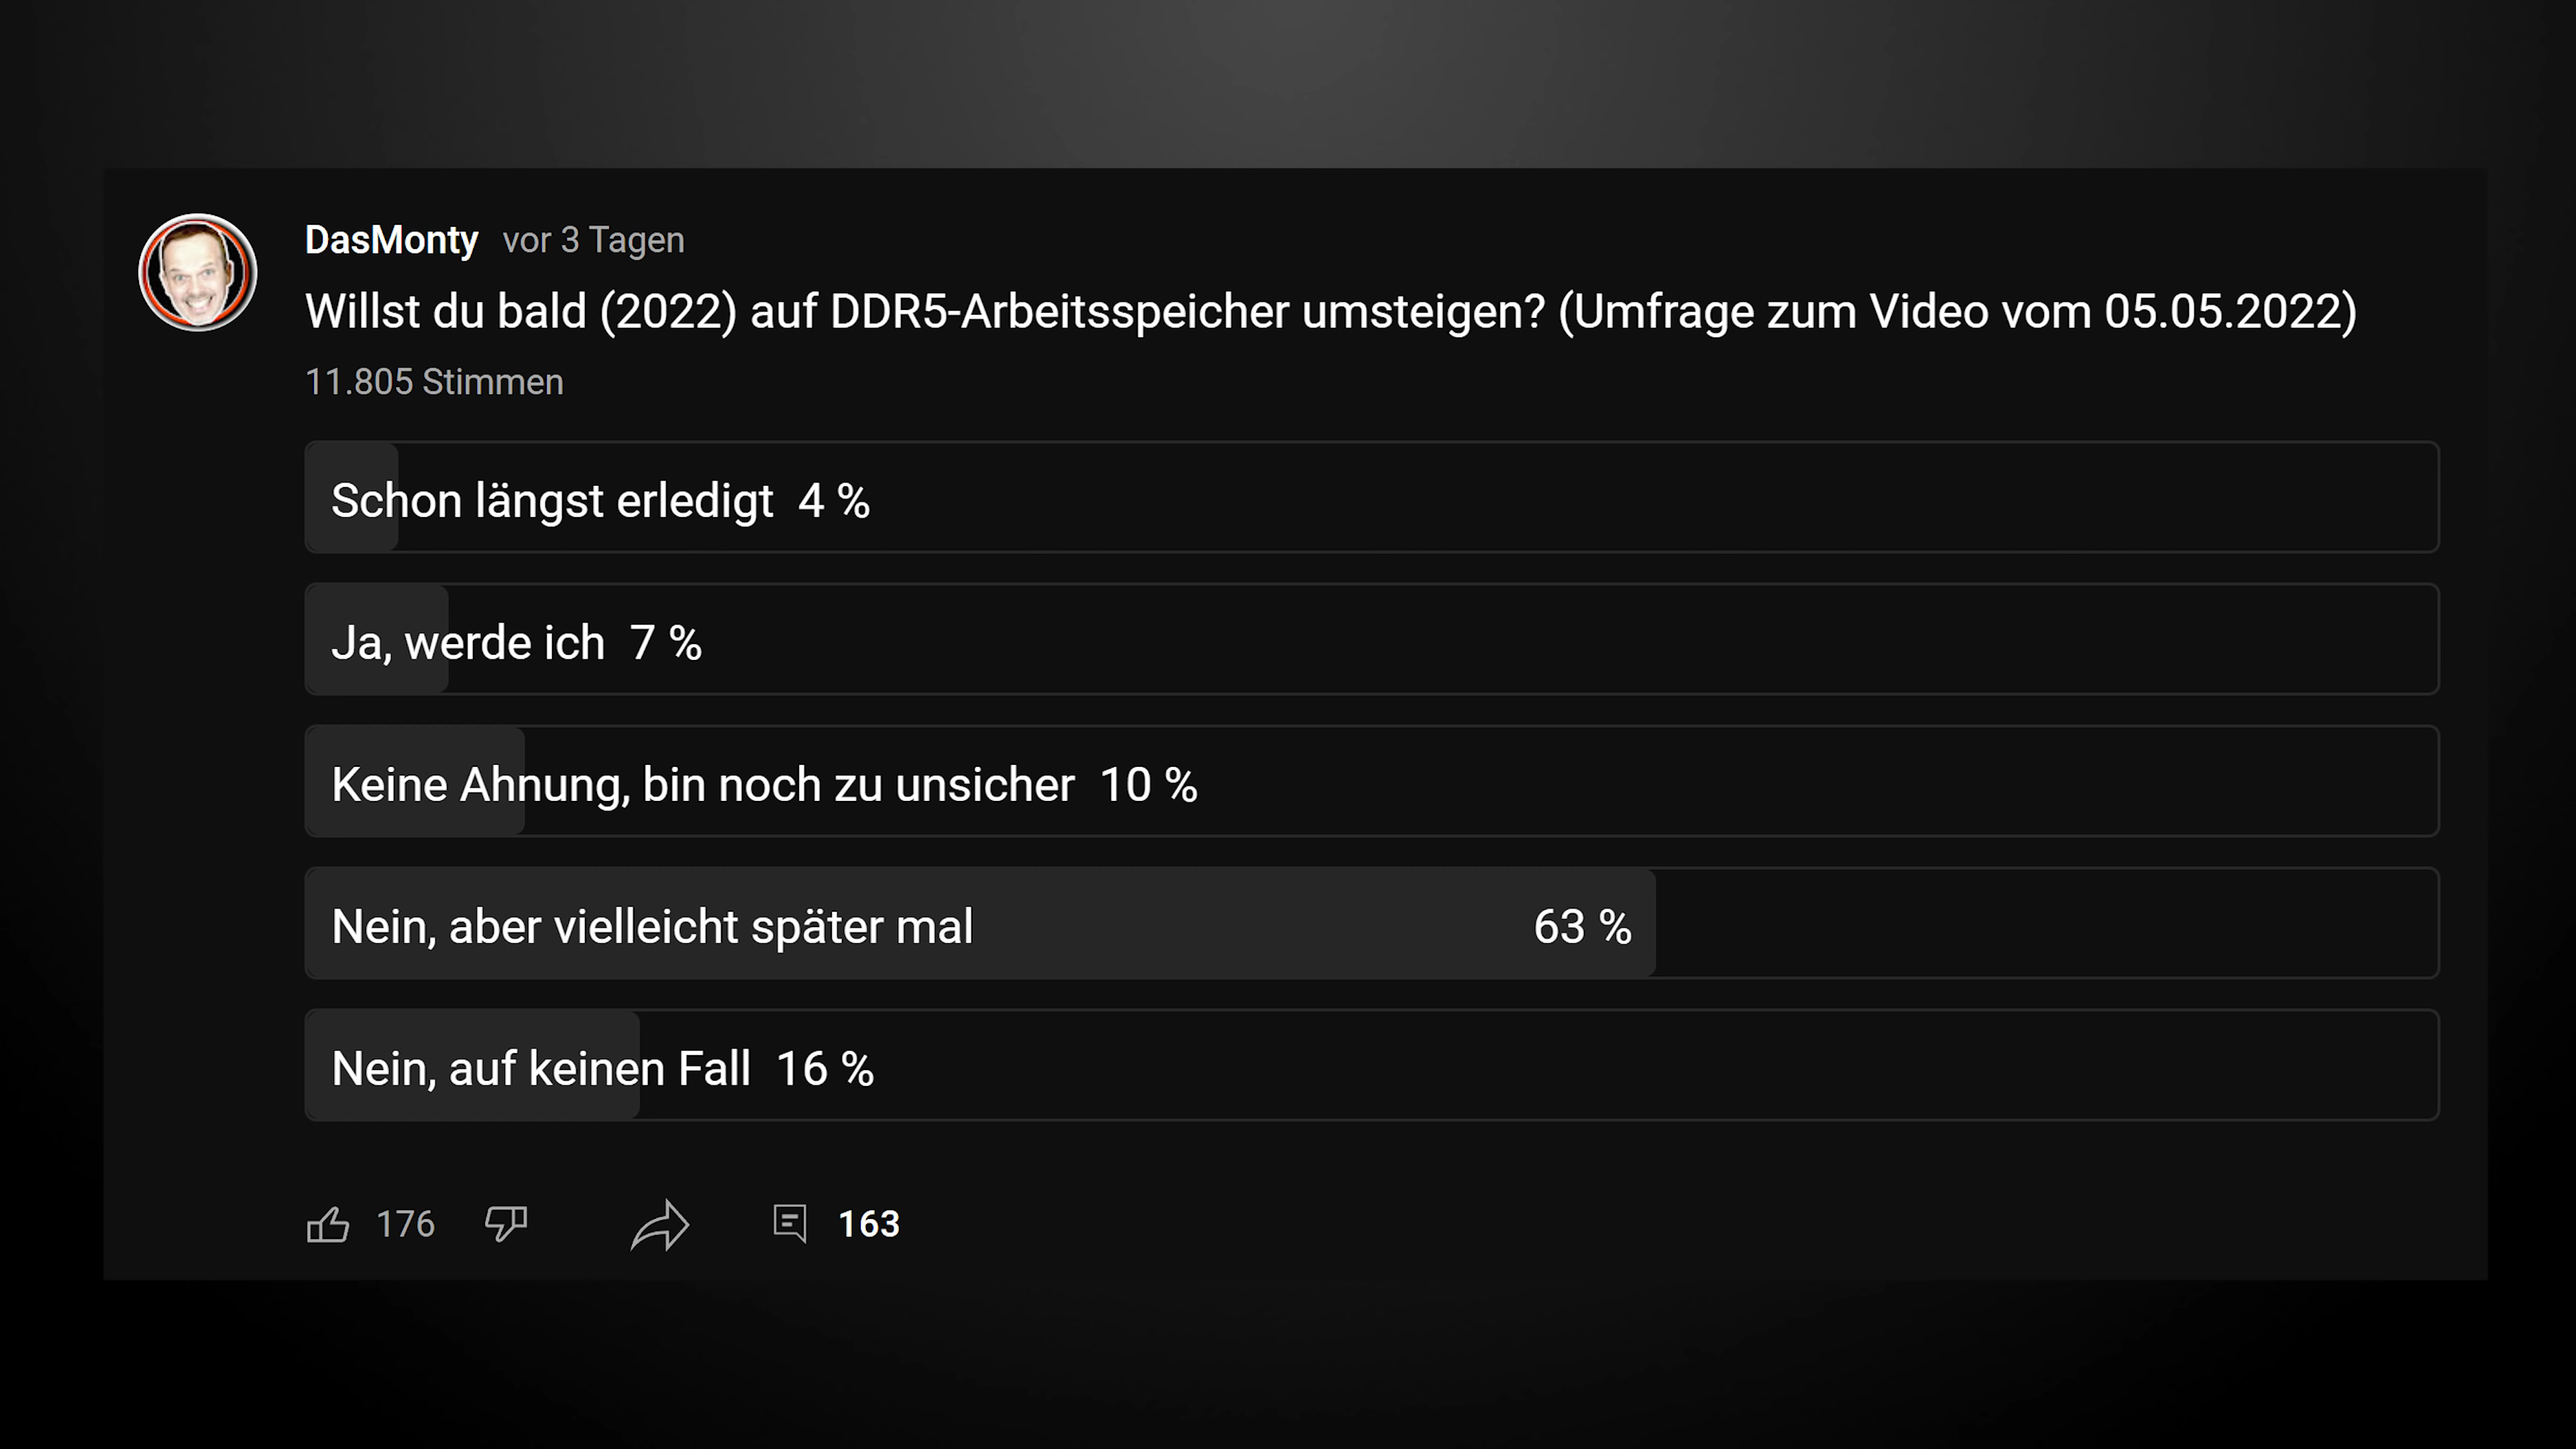 DasMonty vor 3 Tagen
Willst du bald (2022) auf DDR5-Arbeitsspeicher umsteigen? (Umfrage zum Video vom 05.05.2022)
11.805 Stimmen
Schon längst erledigt 4 %
Ja, werde ich 7 %
Keine Ahnung, bin noch zu unsicher 10 %
Nein, aber vielleicht später mal 63 %
Nein, auf keinen Fall 16 %
176 163